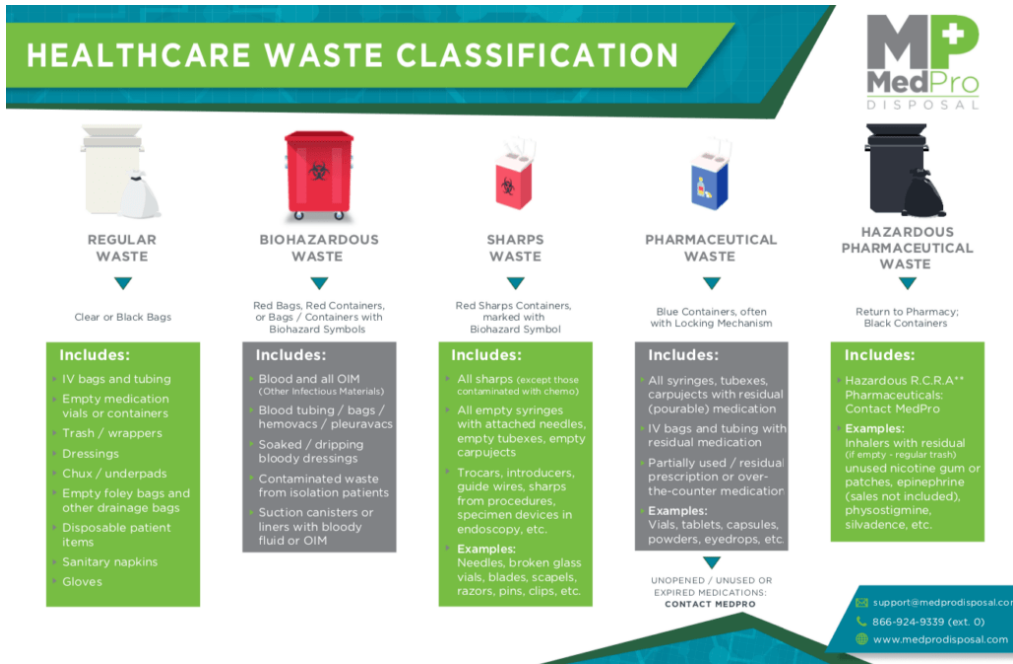 HEALTHCARE WASTE CLASSIFICATION
MP
MedPro
DISPOSAL
REGULAR
WASTE
Clear or Black Bags
Includes:
IV bags and tubing
Empty medication
vials or containers
Trash / wrappers
Dressings
Chux / underpads
Empty foley bags and
other drainage bags
Disposable patient
items
Sanitary napkins
Gloves
BIOHAZARDOUS
WASTE
Red Bags, Red Containers,
or Bags / Containers with
Biohazard Symbols
Includes:
Blood and all OIM
(Other Infectious Materials)
Blood tubing / bags /
hemovacs / pleuravacs
Soaked / dripping
bloody dressings
Contaminated waste
from isolation patients
Suction canisters or
liners with bloody
fluid or OIM
SHARPS
WASTE
Red Sharps Containers,
marked with
Biohazard Symbol
Includes:
All sharps (except those
contaminated with chemo)
All empty syringes
with attached needles,
empty tubexes, empty
carpujects
Trocars, introducers,
guide wires, sharps
from procedures,
specimen devices in
endoscopy, etc.
Examples:
Needles, broken glass
vials, blades, scapels,
razors, pins, clips, etc.
PHARMACEUTICAL
WASTE
Blue Containers, often
with Locking Mechanism
Includes:
All syringes, tubexes,
carpujects with residual
(pourable) medication
IV bags and tubing with
residual medication
Partially used / residual
prescription or over-
the-counter medication
Examples:
Vials, tablets, capsules,
powders, eyedrops, etc.
UNOPENED / UNUSED OR
EXPIRED MEDICATIONS:
CONTACT MEDPRO
HAZARDOUS
PHARMACEUTICAL
WASTE
Return to Pharmacy;
Black Containers
Includes:
Hazardous R.C.R.A**
Pharmaceuticals:
Contact MedPro
Examples:
Inhalers with residual
(if empty - regular trash)
unused nicotine gum or
patches, epinephrine
(sales not included),
physostigmine,
silvadence, etc.
support@medprodisposal.com
866-924-9339 (ext. 0)
www.medprodisposal.com